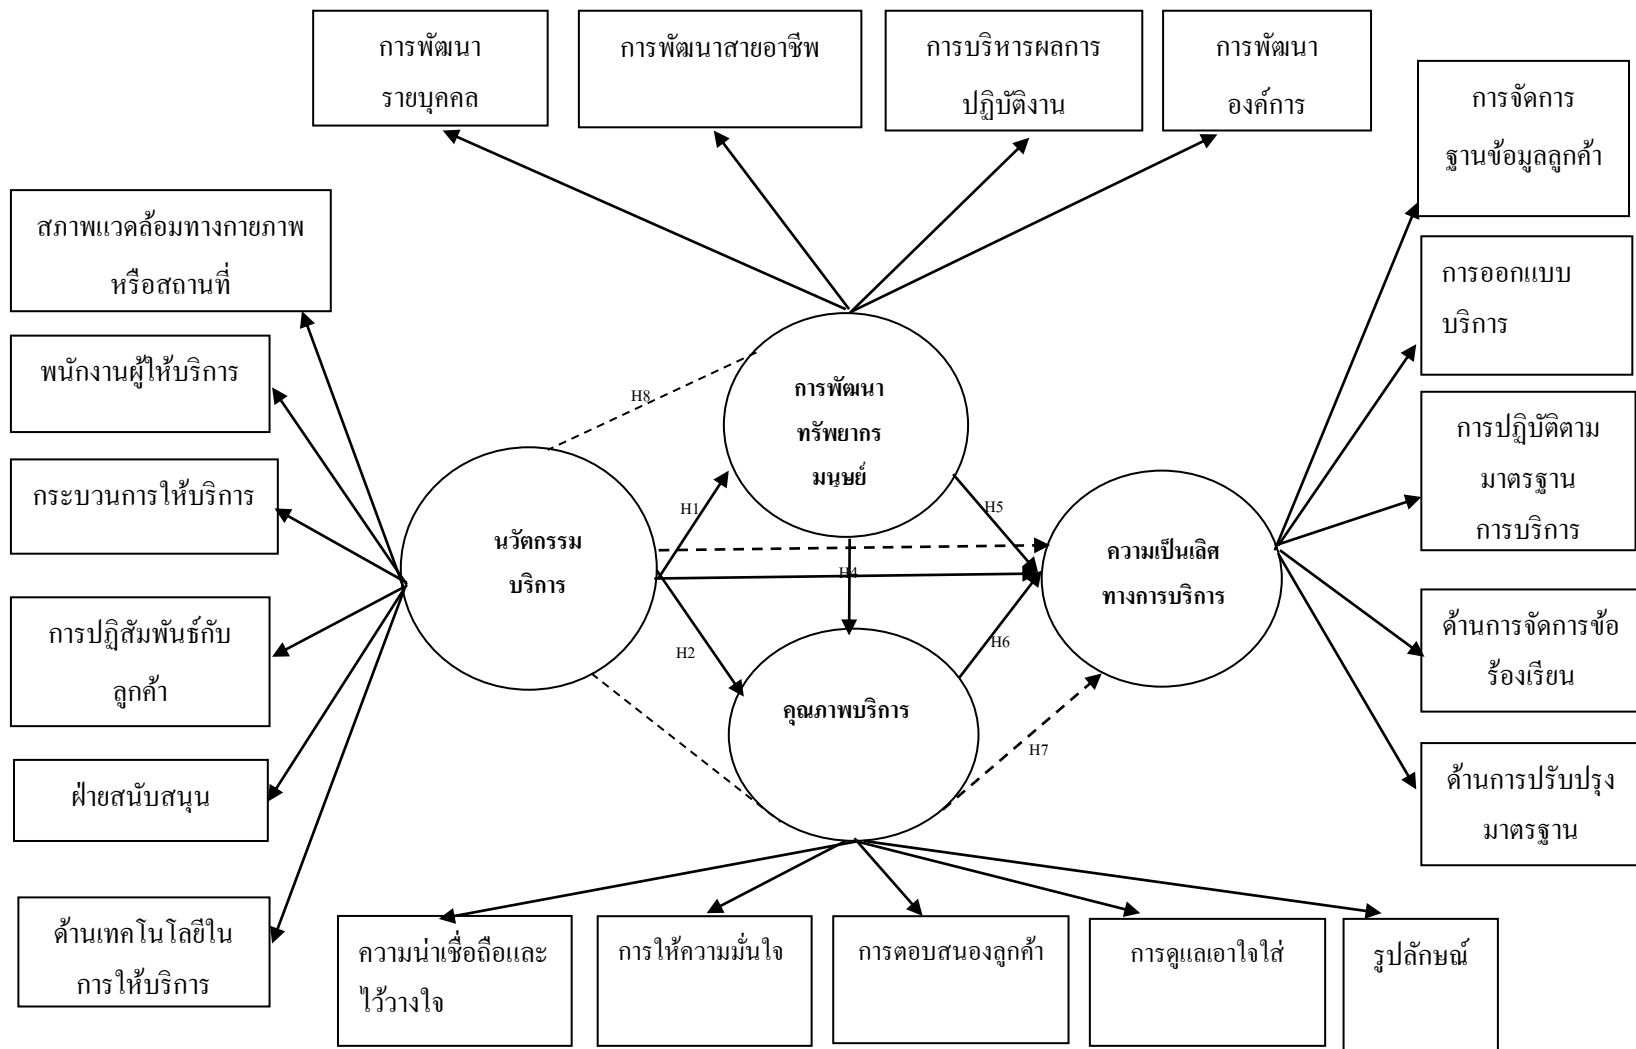 การพัฒนา
รายบุคคล
การพัฒนาสายอาชีพ
การบริหารผลการ
ปฏิบัติงาน
การพัฒนา
องค์การ
การจัดการ
ฐานข้อมูลลูกค้า
สภาพแวดล้อมทางกายภาพ
หรือสถานที่
การออกแบบ
บริการ
พนักงานผู้ให้บริการ
H8
การพัฒนา
ทรัพยากร
มนุษย์
การปฏิบัติตาม
มาตรฐาน
การบริการ
กระบวนการให้บริการ
H1
H5
นวัตกรรม
บริการ
H4
ความเป็นเลิศ
ทางการบริการ
การปฏิสัมพันธ์กับ
ลูกค้า
H2
H6
ด้านการจัดการข้อ
ร้องเรียน
คุณภาพบริการ
H7
ฝ่ายสนับสนุน
ด้านการปรับปรุง
มาตรฐาน
ด้านเทคโนโลยีใน
การให้บริการ
ความน่าเชื่อถือและ
ไว้วางใจ
การให้ความมั่นใจ
การตอบสนองลูกค้า
การดูแลเอาใจใส่
รูปลักษณ์